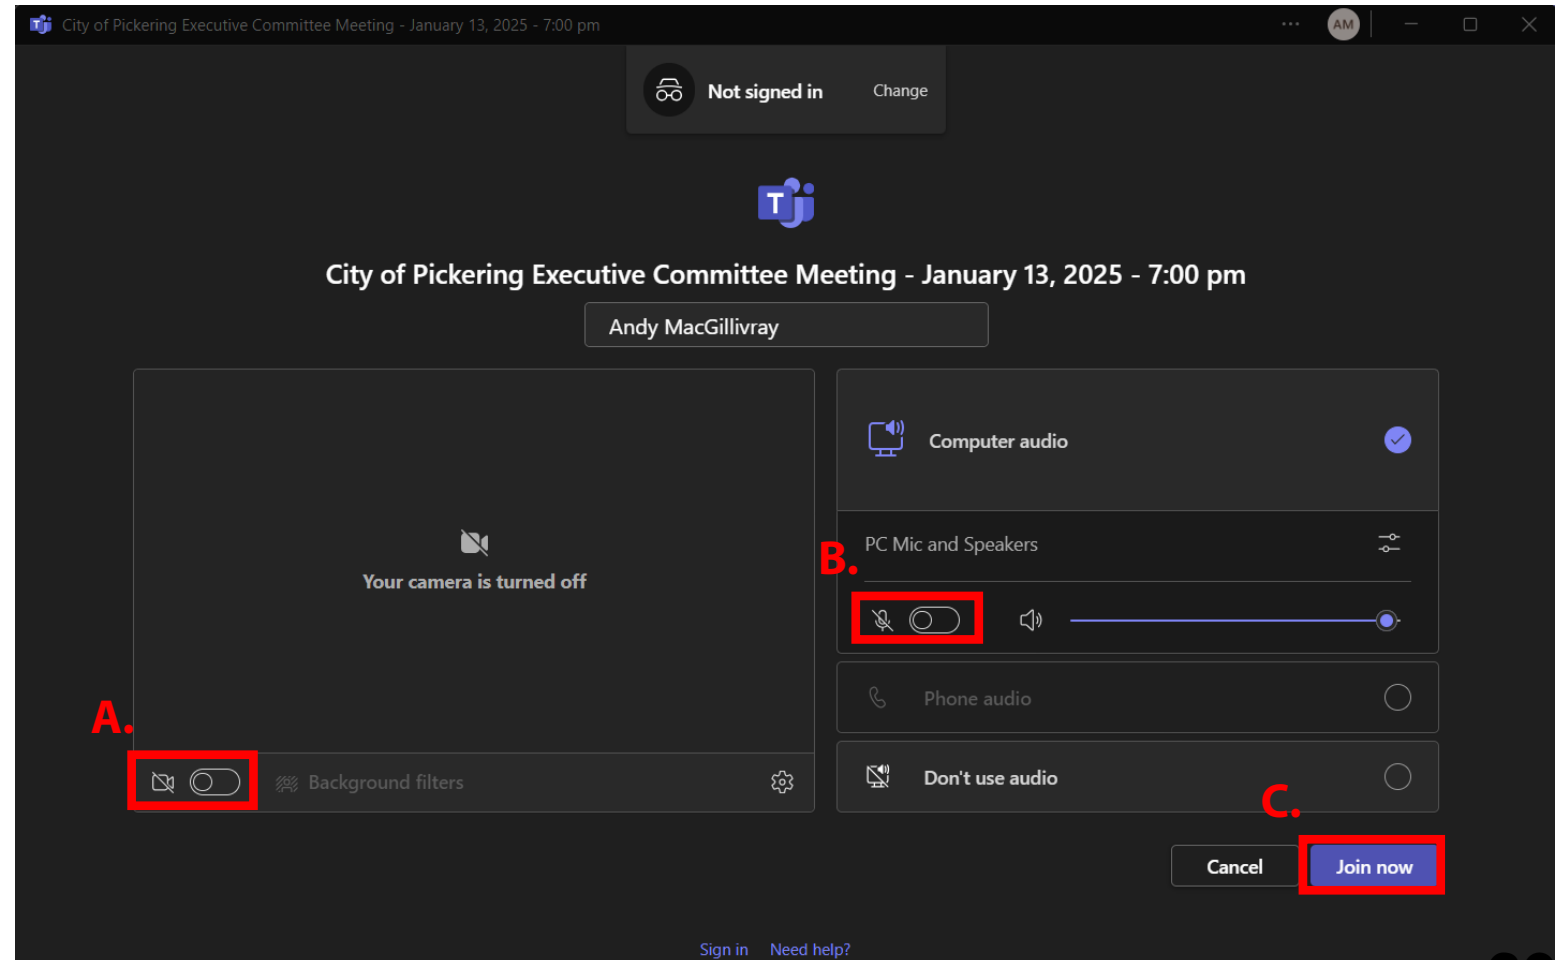 City of Pickering Executive Committee Meeting - January 13, 2025 - 7:00 pm
AM
Not signed in Change
T
City of Pickering Executive Committee Meeting - January 13, 2025 - 7:00 pm
Andy MacGillivray
Computer audio
Your camera is turned off
PC Mic and Speakers
B.
Phone audio
A.
Background filters
Don't use audio
C.
Cancel Join now
Sign in Need help?